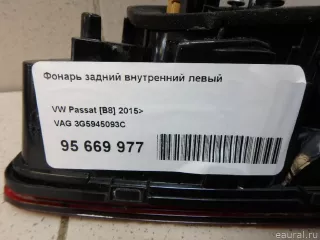 Фонарь задний внутренний левый
VW Passat [B8] 2015>
VAG 3G5945093C
95 669 977
eaural.ru